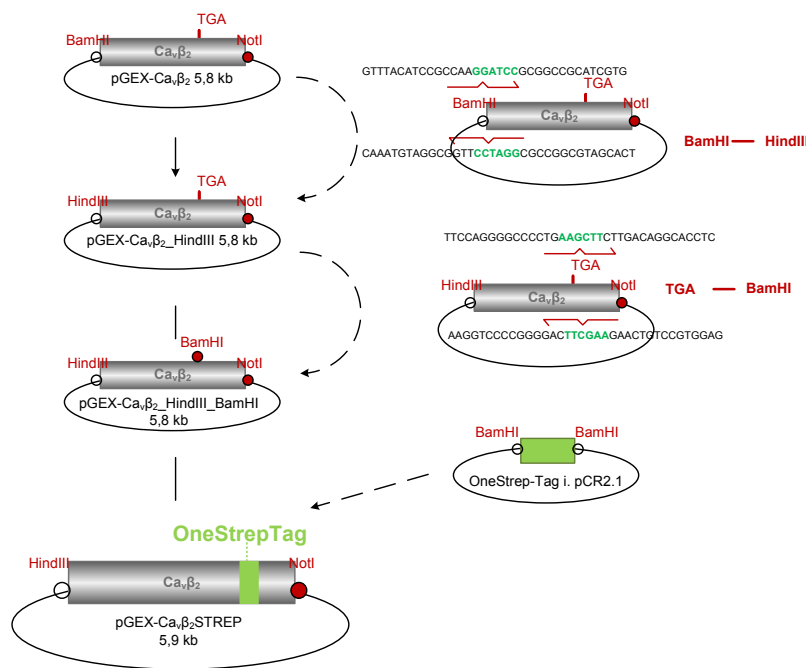 TGA
BamHI
NotI
Caᵥβ₂
pGEX-Caᵥβ₂ 5,8 kb
GTTTACATCCGCCAAGGATCCGCGGCCGCATCGTG
TGA
BamHI
NotI
Caᵥβ₂
CAAATGTAGGCGGTTCCTAGGCGCCGGCGTAGCACT
BamHI — HindIII
TGA
HindIII
NotI
Caᵥβ₂
pGEX-Caᵥβ₂_HindIII 5,8 kb
TTCCAGGGGCCCCTGAAGCTTCTTGACAGGCACCTC
TGA
HindIII
NotI
Caᵥβ₂
AAGGTCCCCGGGGACTTCGAAGAACTGTCCGTGGAG
TGA — BamHI
BamHI
HindIII
NotI
Caᵥβ₂
pGEX-Caᵥβ₂_HindIII_BamHI
5,8 kb
BamHI BamHI
OneStrep-Tag i. pCR2.1
OneStrepTag
HindIII
NotI
Caᵥβ₂
pGEX-Caᵥβ₂STREP
5,9 kb